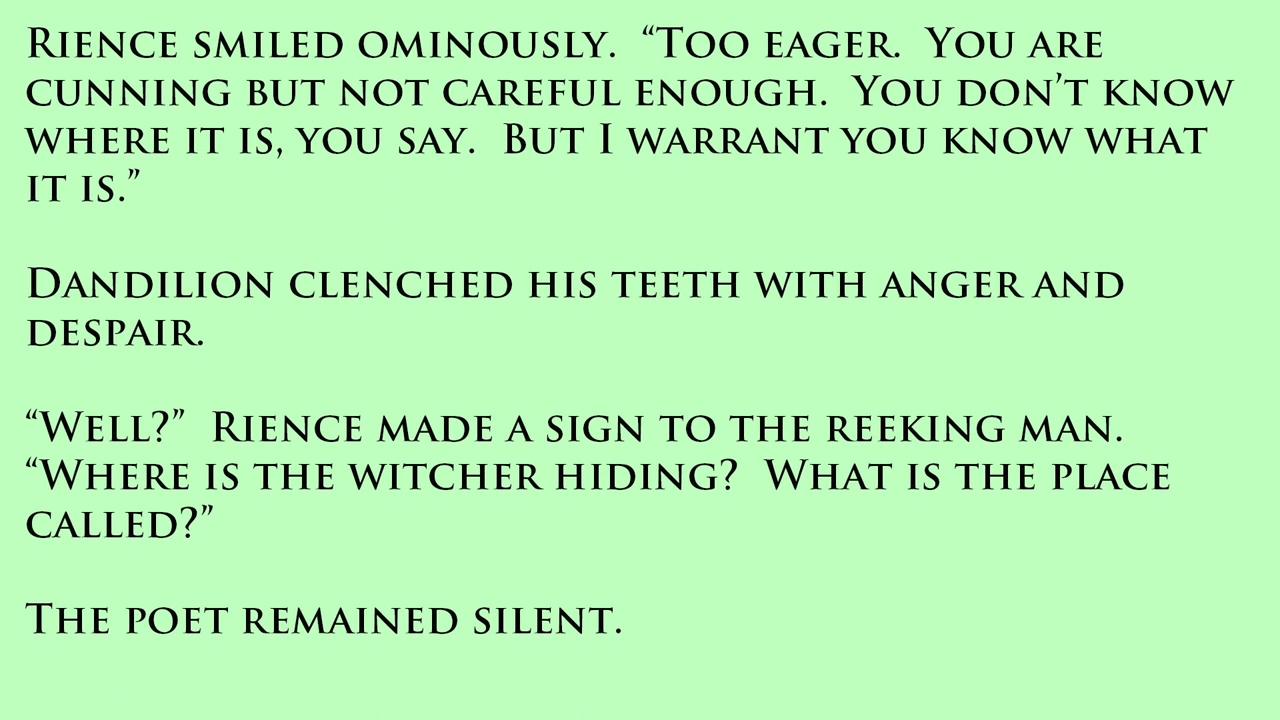 Rience smiled ominously. “Too eager. You are
cunning but not careful enough. You don’t know
where it is, you say. But I warrant you know what
it is.”
Dandilion clenched his teeth with anger and
despair.
“Well?” Rience made a sign to the reeking man.
“Where is the witcher hiding? What is the place
called?”
The poet remained silent.